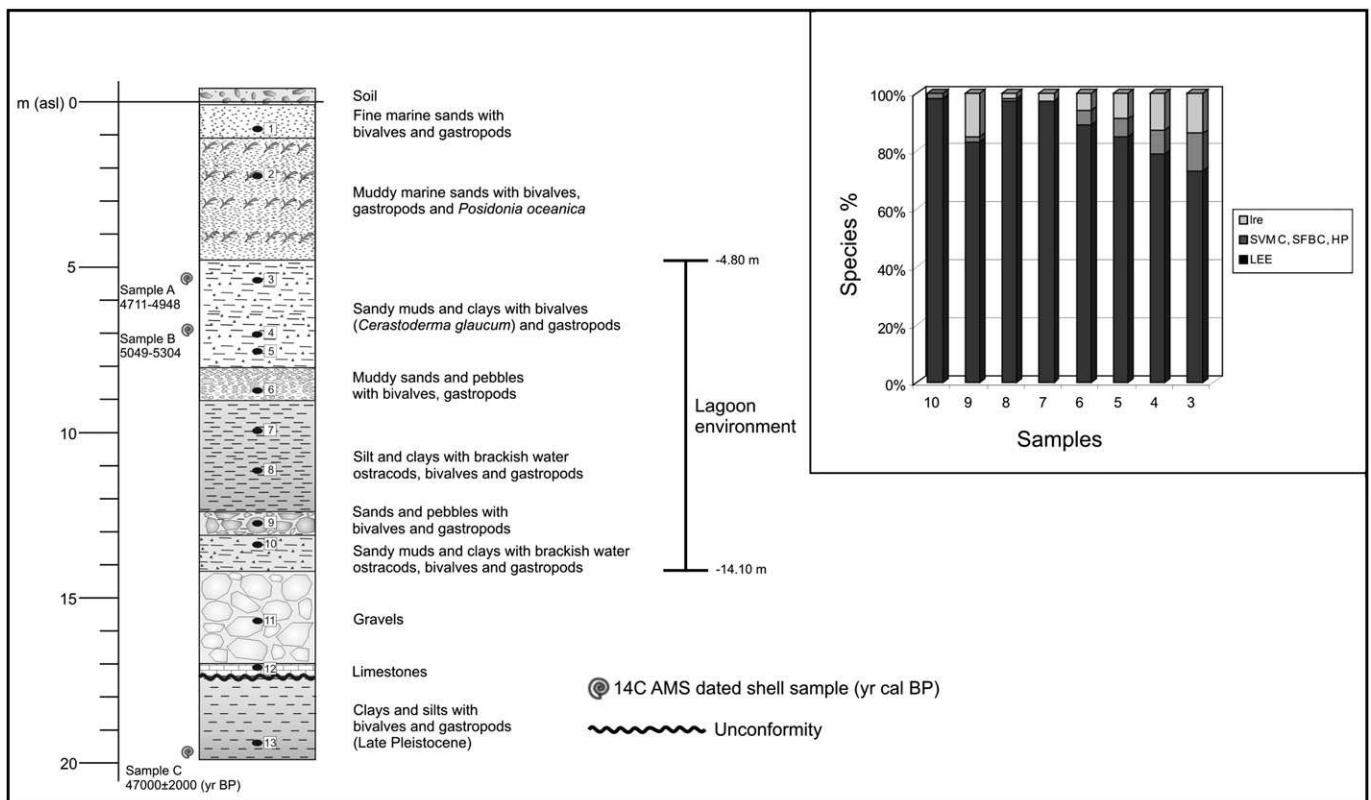 m (asl) 0
5
10
15
20
Sample A
4711-4948
Sample B
5049-5304
Sample C
47000±2000 (yr BP)
1
2
3
4
5
6
7
8
9
10
11
12
13
Soil
Fine marine sands with
bivalves and gastropods
Muddy marine sands with bivalves,
gastropods and Posidonia oceanica
Sandy muds and clays with bivalves
(Cerastoderma glaucum) and gastropods
Muddy sands and pebbles
with bivalves, gastropods
Silt and clays with brackish water
ostracods, bivalves and gastropods
Sands and pebbles with
bivalves and gastropods
Sandy muds and clays with brackish water
ostracods, bivalves and gastropods
Gravels
Limestones
Clays and silts with
bivalves and gastropods
(Late Pleistocene)
-4.80 m
Lagoon
environment
-14.10 m
14C AMS dated shell sample (yr cal BP)
Unconformity
100%
80%
60%
40%
20%
0%
Species %
10 9 8 7 6 5 4 3
Samples
Ire
SVMC, SFBC, HP
LEE